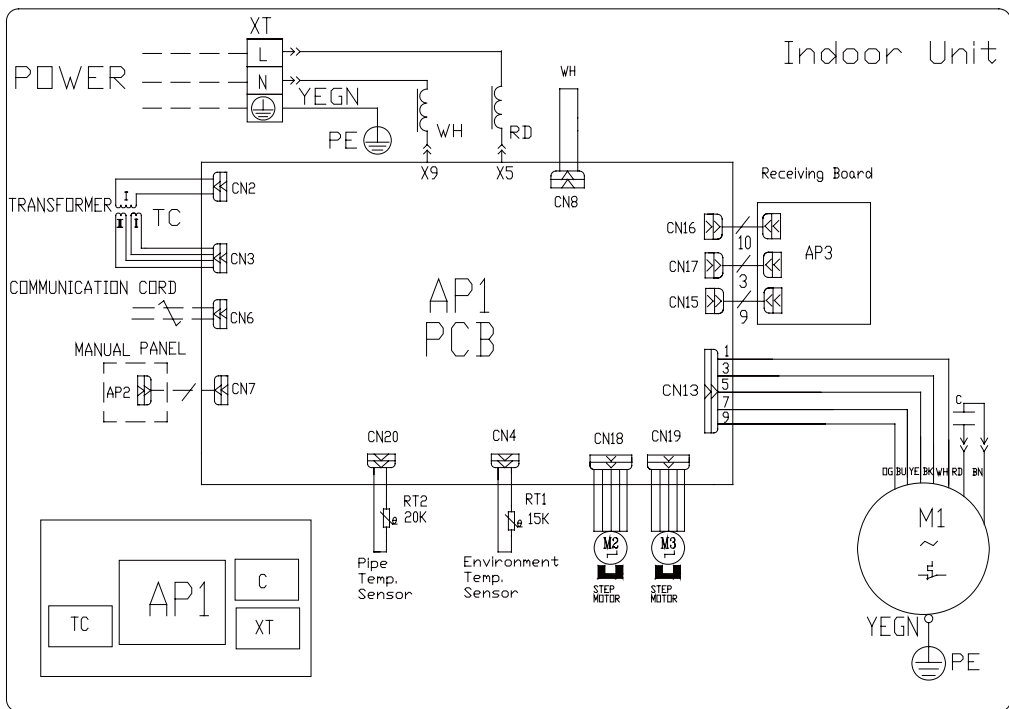 XT
Indoor Unit
POWER
L
N
YEGN
PE
WH
RD
WH
X9
X5
CN8
TRANSFORMER
I
II
I
TC
CN2
CN3
COMMUNICATION CORD
CN6
MANUAL PANEL
AP2
CN7
AP1
PCB
Receiving Board
CN16
10
CN17
3
CN15
9
AP3
CN13
1
3
5
7
9
C
OG
BU
YE
BK
WH
RD
BN
M1
~
YEGN
PE
CN20
RT2
20K
Pipe
Temp.
Sensor
CN4
RT1
15K
Environment
Temp.
Sensor
CN18
M2
STEP
MOTOR
CN19
M3
STEP
MOTOR
TC
AP1
C
XT